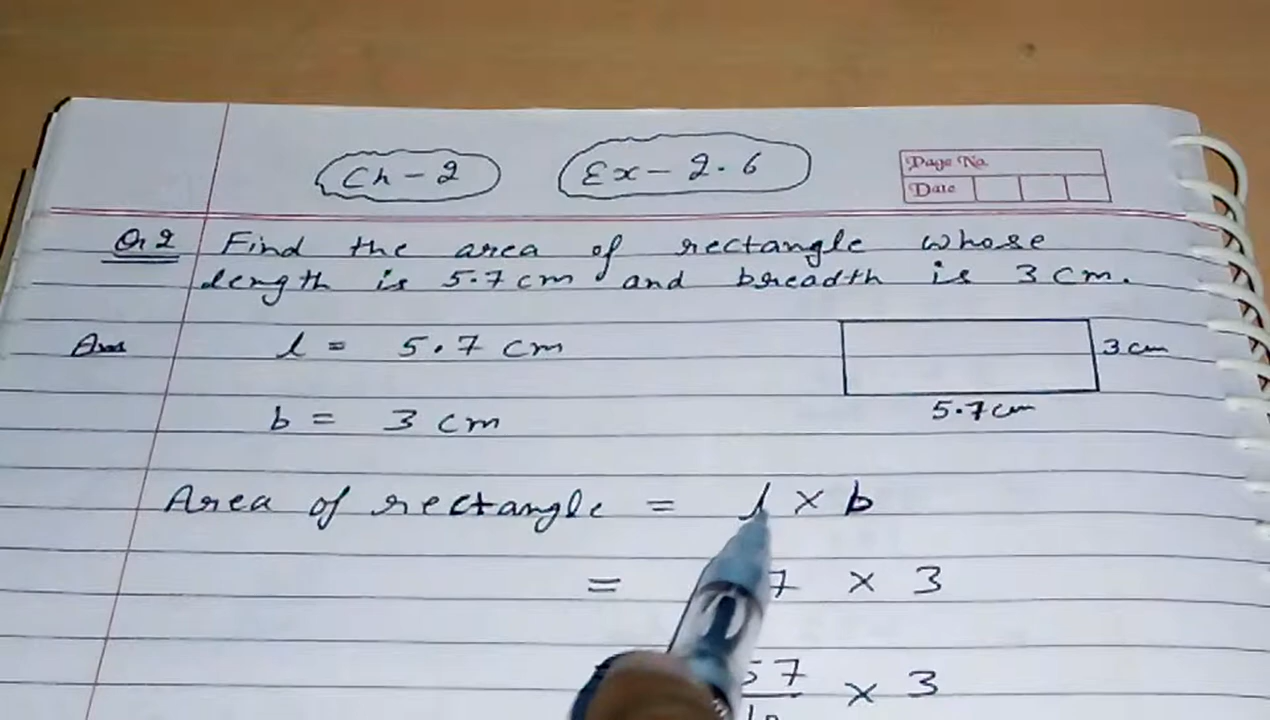 Ch - 2
Ex - 2.6
Page No.
Date
Q.2 Find the area of rectangle whose
length is 5.7 cm and breadth is 3 cm.
Ans l = 5.7 cm
3 cm
5.7 cm
b = 3 cm
Area of rectangle = l × b
= 7 × 3
57 × 3
10